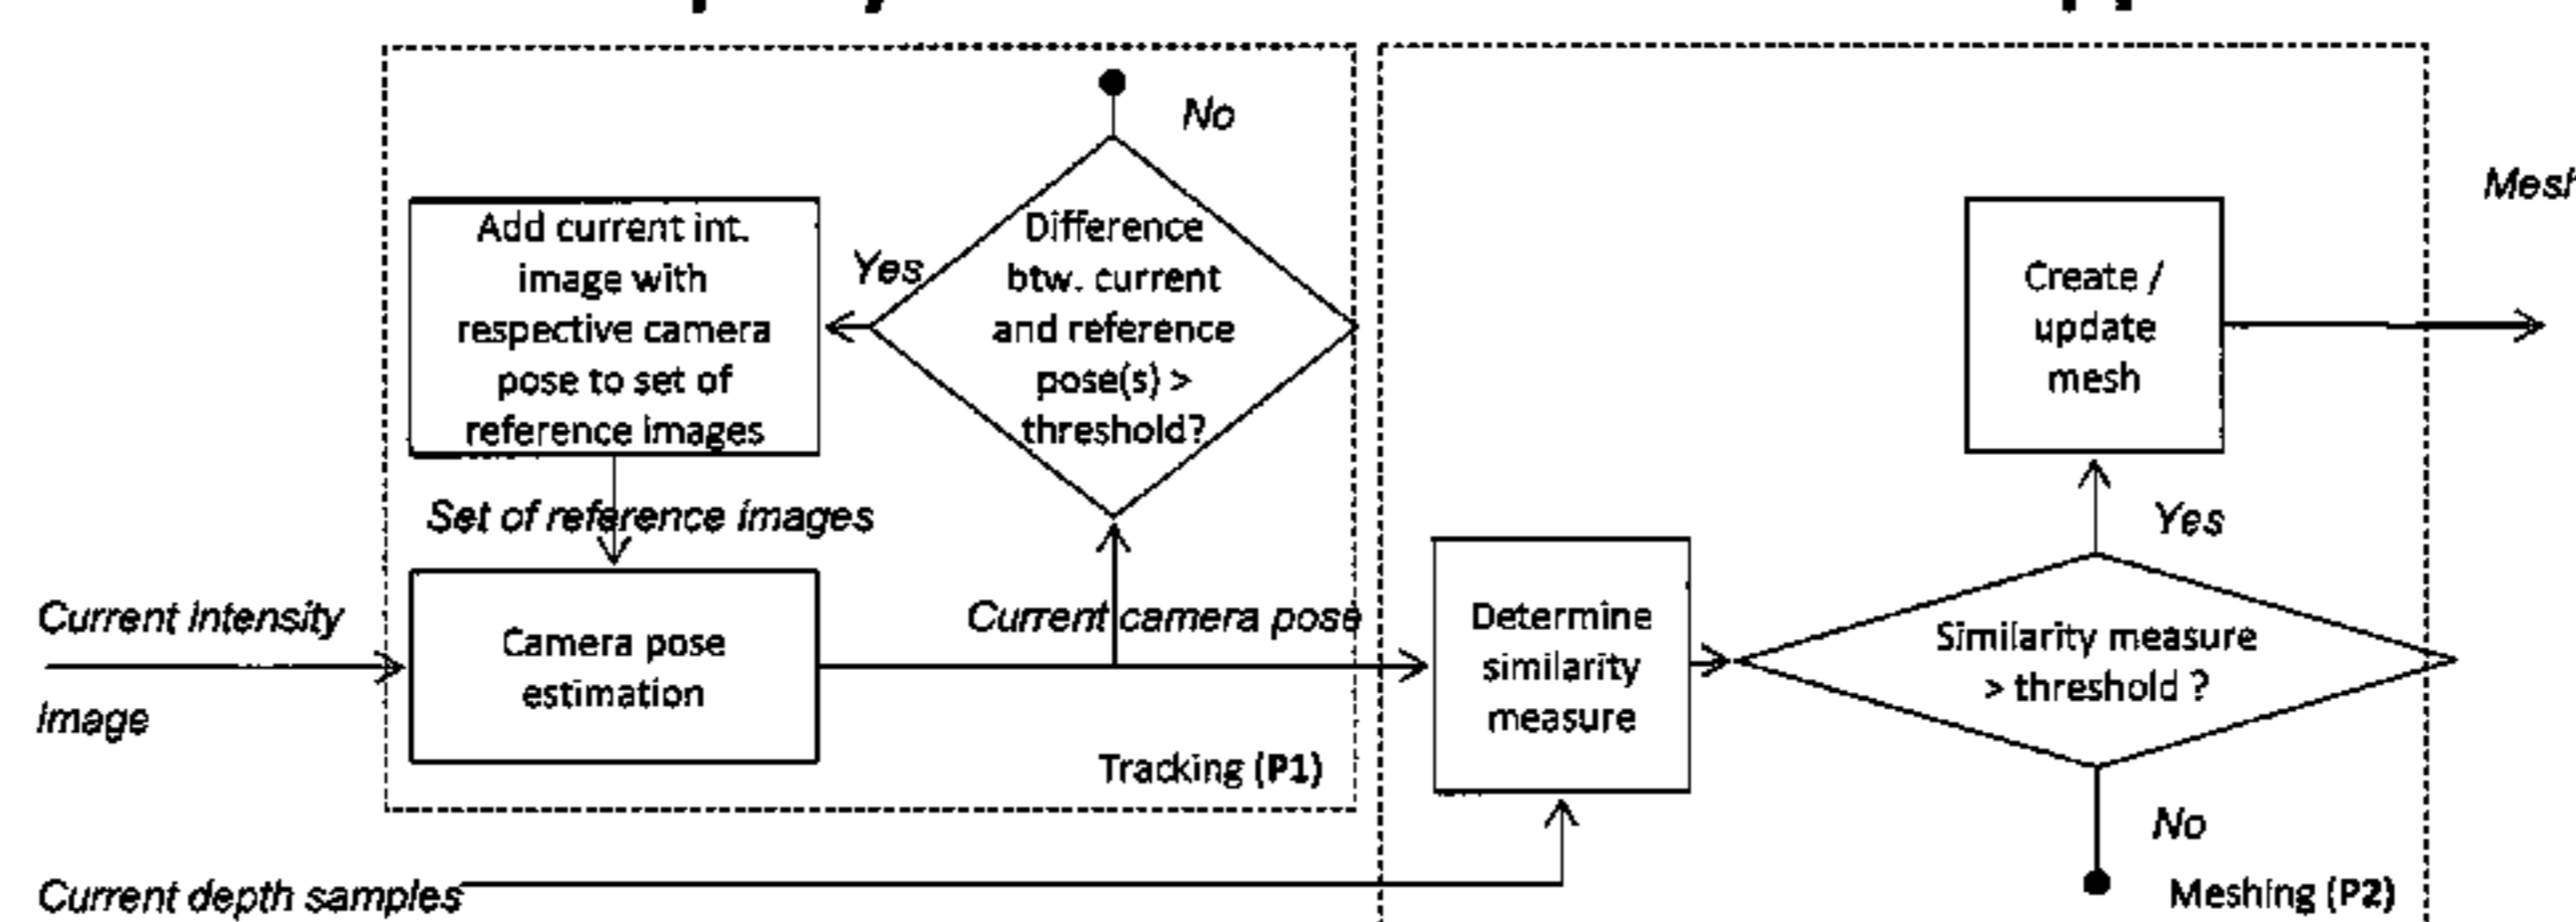 No
Add current int.
image with
respective camera
pose to set of
reference images
Yes
Difference
btw. current
and reference
pose(s) >
threshold?
Set of reference images
Current intensity
Image
Camera pose
estimation
Current camera pose
Tracking (P1)
Current depth samples
Determine
similarity
measure
Similarity measure
> threshold ?
Yes
No
Create /
update
mesh
Mesh
Meshing (P2)